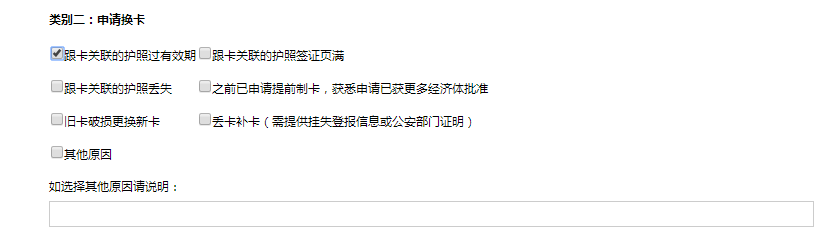 类别二：申请换卡
跟卡关联的护照过有效期 跟卡关联的护照签证页满
跟卡关联的护照丢失 之前已申请提前制卡，获悉申请已获更多经济体批准
旧卡破损更换新卡 丢卡补卡（需提供挂失登报信息或公安部门证明）
其他原因
如选择其他原因请说明：